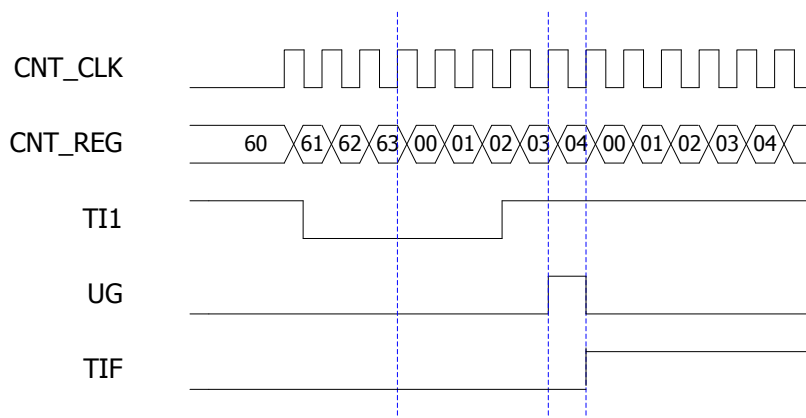 CNT_CLK
CNT_REG 60 61 62 63 00 01 02 03 04 00 01 02 03 04
TI1
UG
TIF